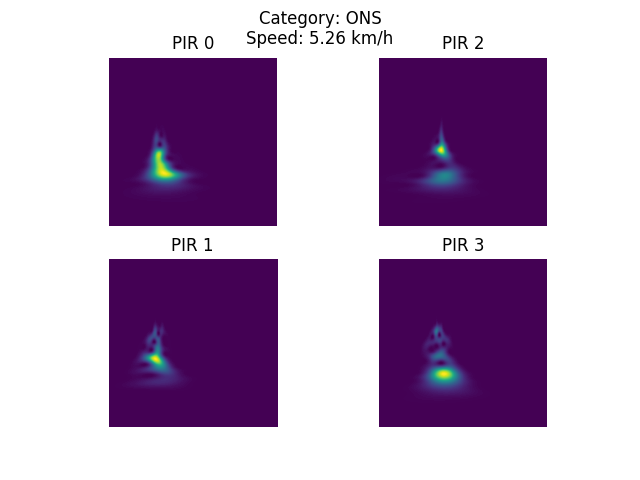 Category: ONS
Speed: 5.26 km/h
PIR 0
PIR 2
PIR 1
PIR 3